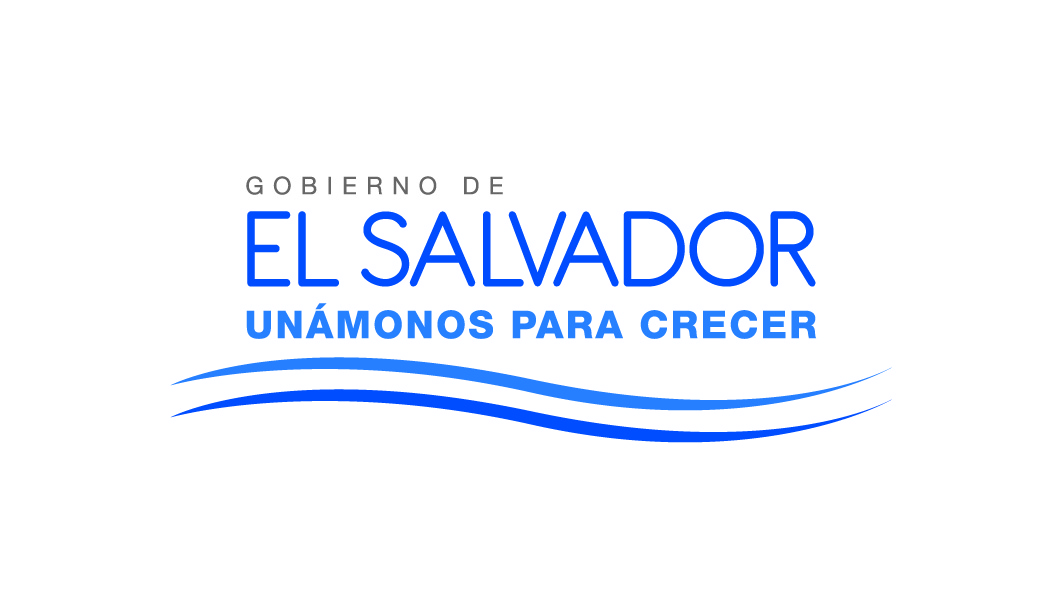 GOBIERNO DE
EL SALVADOR
UNÁMONOS PARA CRECER